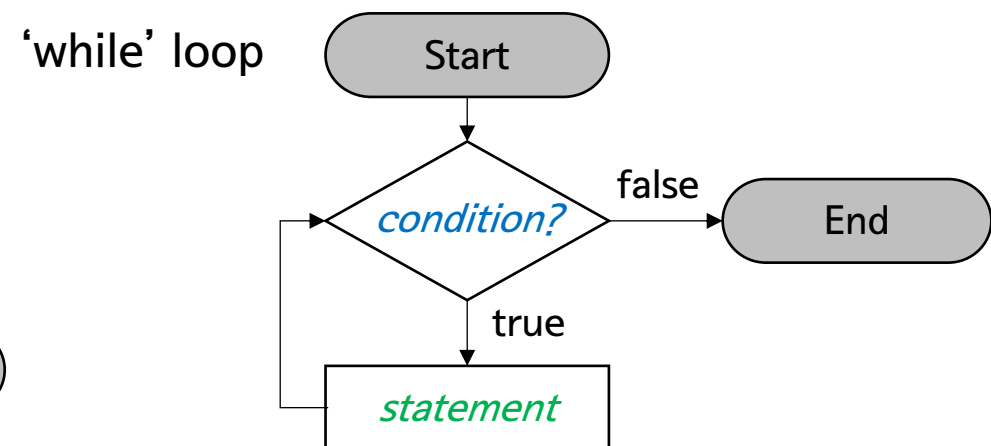 ‘while’ loop
Start
condition?
false
End
true
statement